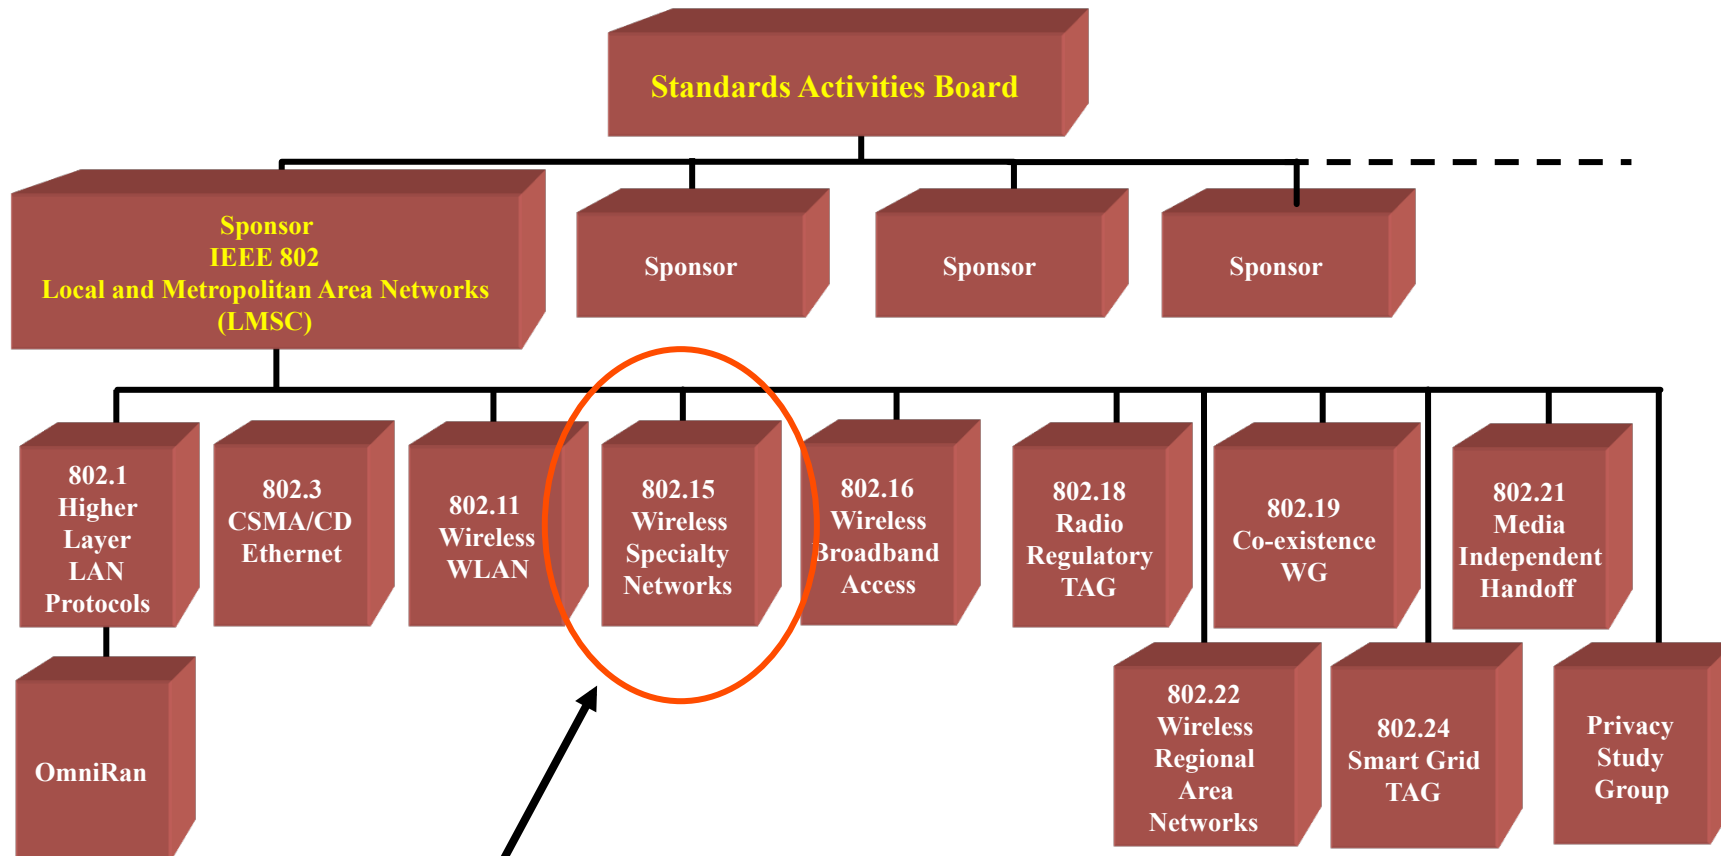 Standards Activities Board
Sponsor
IEEE 802
Local and Metropolitan Area Networks
(LMSC)
Sponsor
Sponsor
Sponsor
802.1
Higher
Layer
LAN
Protocols
802.3
CSMA/CD
Ethernet
802.11
Wireless
WLAN
802.15
Wireless
Specialty
Networks
802.16
Wireless
Broadband
Access
802.18
Radio
Regulatory
TAG
802.19
Co-existence
WG
802.21
Media
Independent
Handoff
OmniRan
802.22
Wireless
Regional
Area
Networks
802.24
Smart Grid
TAG
Privacy
Study
Group